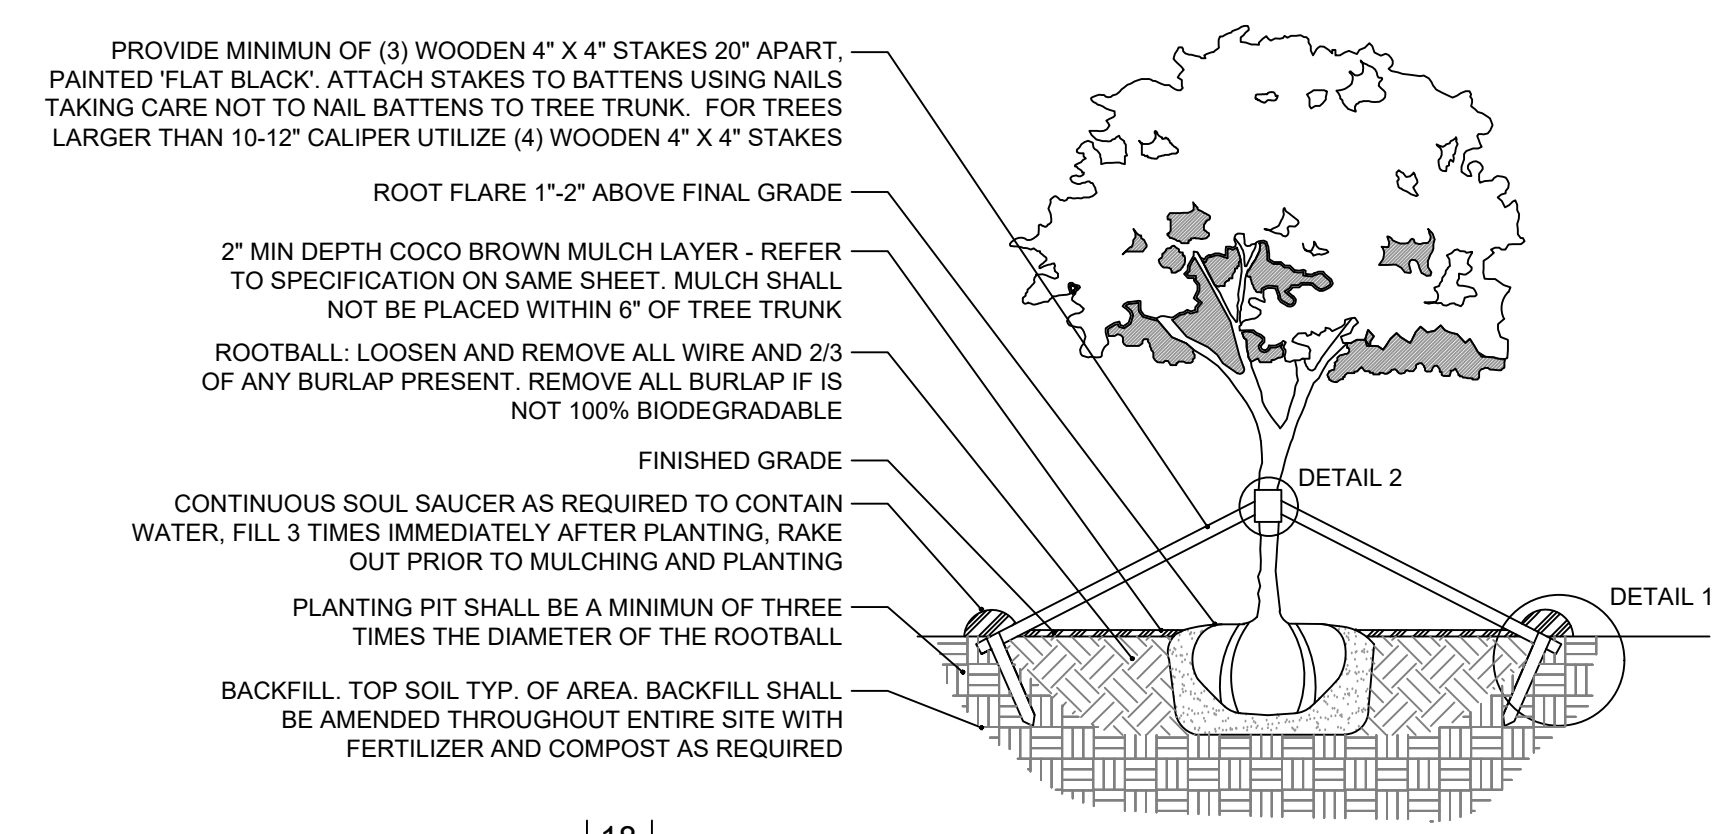 PROVIDE MINIMUN OF (3) WOODEN 4" X 4" STAKES 20" APART,
PAINTED 'FLAT BLACK'. ATTACH STAKES TO BATTENS USING NAILS
TAKING CARE NOT TO NAIL BATTENS TO TREE TRUNK. FOR TREES
LARGER THAN 10-12" CALIPER UTILIZE (4) WOODEN 4" X 4" STAKES
ROOT FLARE 1"-2" ABOVE FINAL GRADE
2" MIN DEPTH COCO BROWN MULCH LAYER - REFER
TO SPECIFICATION ON SAME SHEET. MULCH SHALL
NOT BE PLACED WITHIN 6" OF TREE TRUNK
ROOTBALL: LOOSEN AND REMOVE ALL WIRE AND 2/3
OF ANY BURLAP PRESENT. REMOVE ALL BURLAP IF IS
NOT 100% BIODEGRADABLE
FINISHED GRADE
CONTINUOUS SOUL SAUCER AS REQUIRED TO CONTAIN
WATER, FILL 3 TIMES IMMEDIATELY AFTER PLANTING, RAKE
OUT PRIOR TO MULCHING AND PLANTING
PLANTING PIT SHALL BE A MINIMUN OF THREE
TIMES THE DIAMETER OF THE ROOTBALL
BACKFILL. TOP SOIL TYP. OF AREA. BACKFILL SHALL
BE AMENDED THROUGHOUT ENTIRE SITE WITH
FERTILIZER AND COMPOST AS REQUIRED
DETAIL 2
DETAIL 1